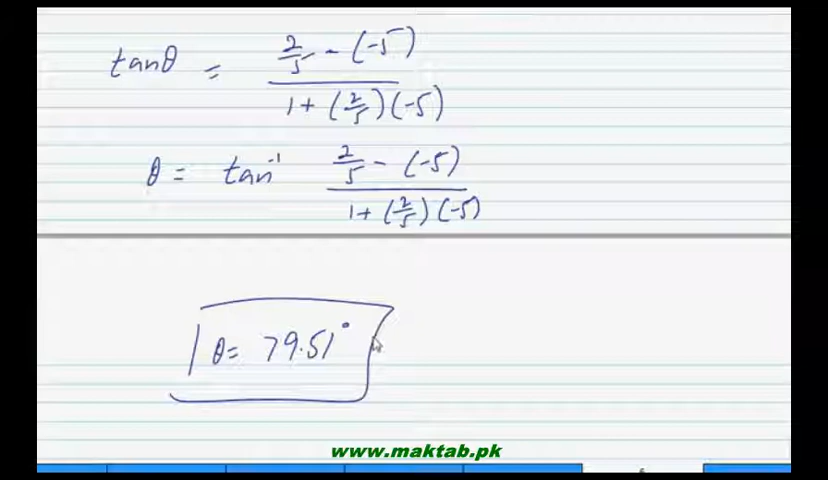 tanθ = 2/5 - (-5) / 1 + (2/5)(-5)
θ = tan⁻¹ 2/5 - (-5) / 1 + (2/5)(-5)
θ = 79.51°
www.maktab.pk